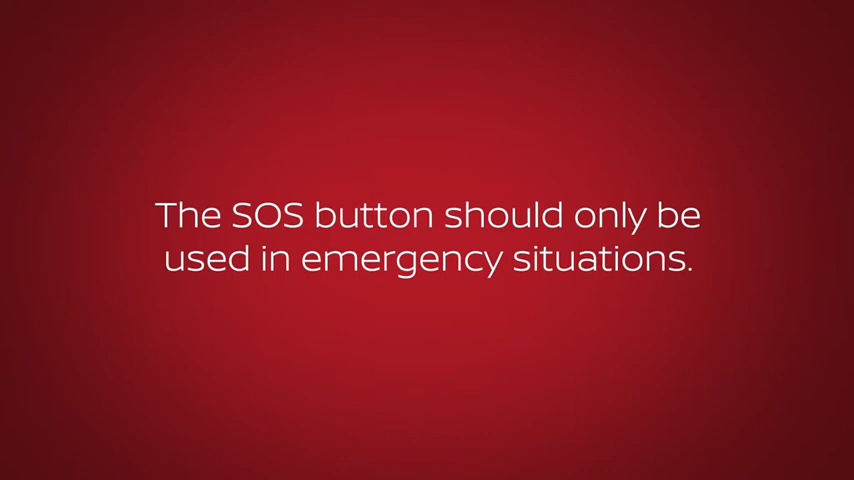 The SOS button should only be
used in emergency situations.